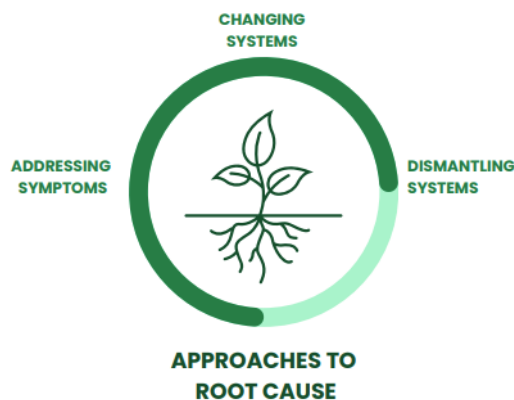 CHANGING
SYSTEMS
ADDRESSING
SYMPTOMS
DISMANTLING
SYSTEMS
APPROACHES TO
ROOT CAUSE